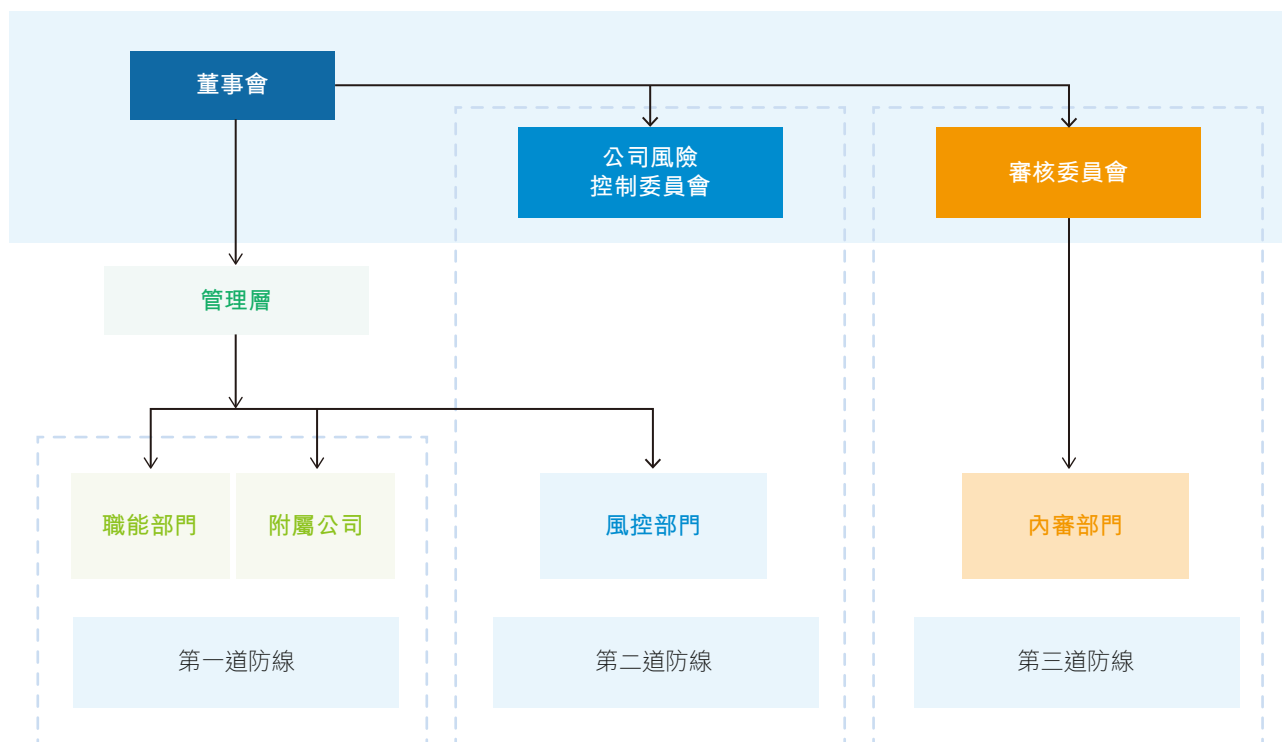 董事會
公司風險
控制委員會
審核委員會
管理層
職能部門
附屬公司
風控部門
內審部門
第一道防線
第二道防線
第三道防線